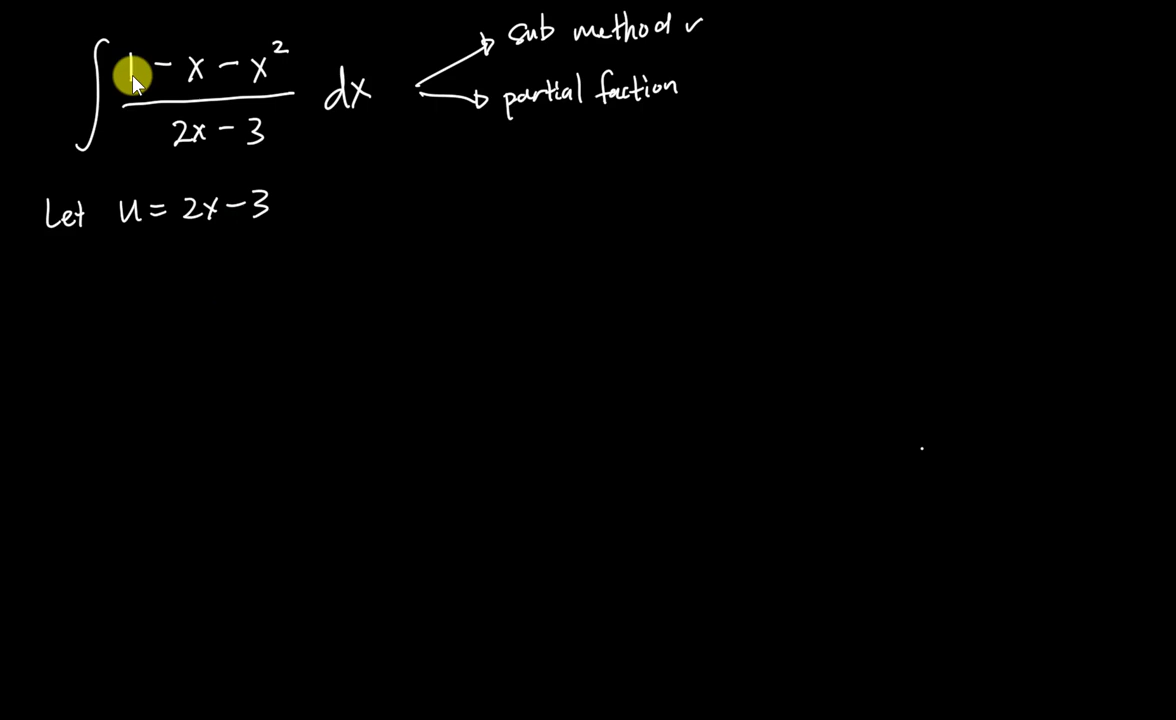 sub method ✓
∫ (1 - x - x²)/(2x - 3) dx
partial faction
Let u = 2x - 3